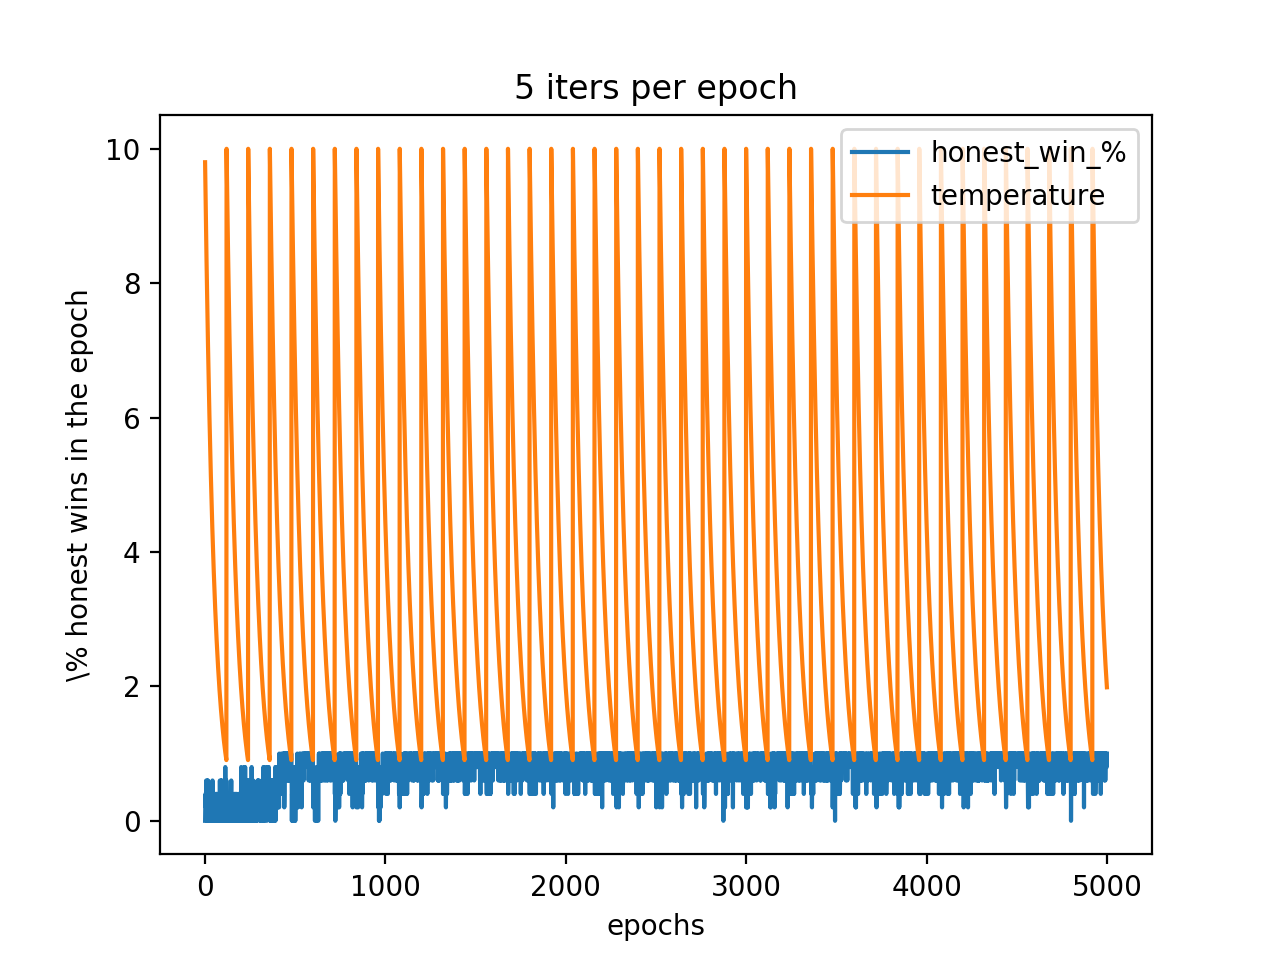 5 iters per epoch
honest_win_%
temperature
\% honest wins in the epoch
10
8
6
4
2
0
0 1000 2000 3000 4000 5000
epochs